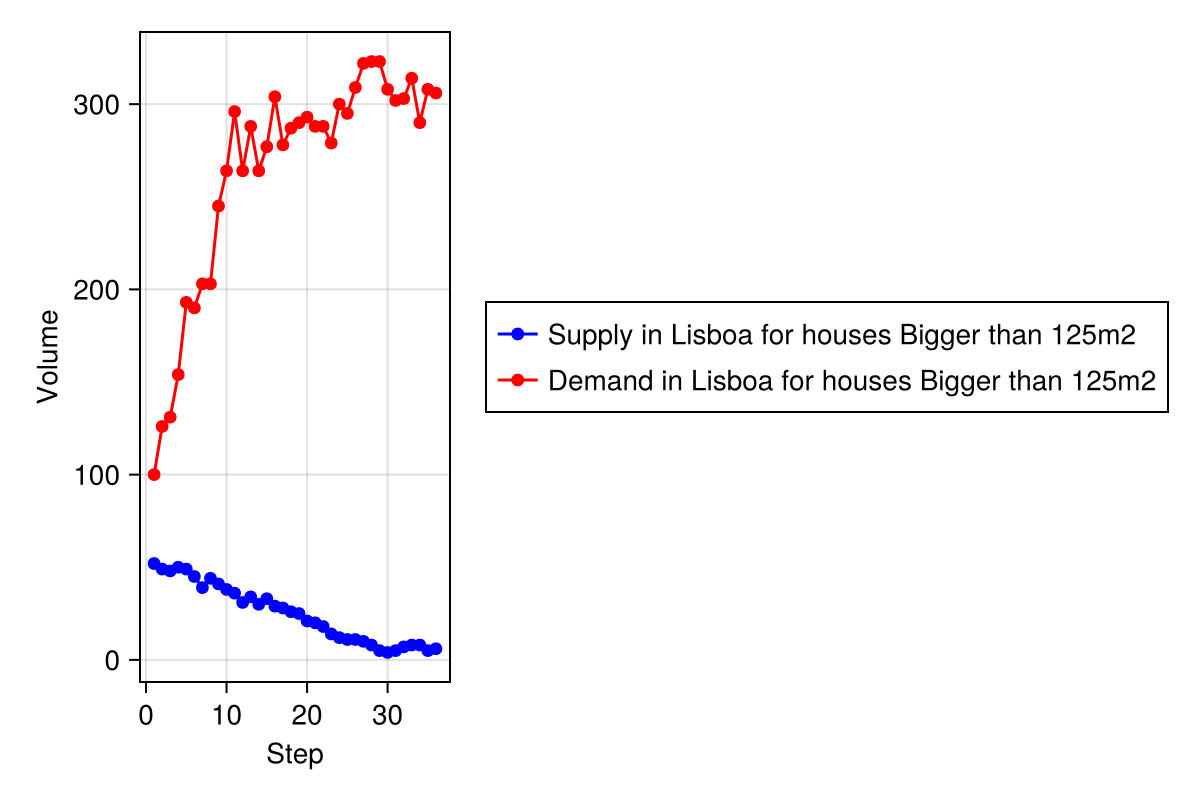 300
200
100
0
Volume
0 10 20 30
Step
Supply in Lisboa for houses Bigger than 125m2
Demand in Lisboa for houses Bigger than 125m2